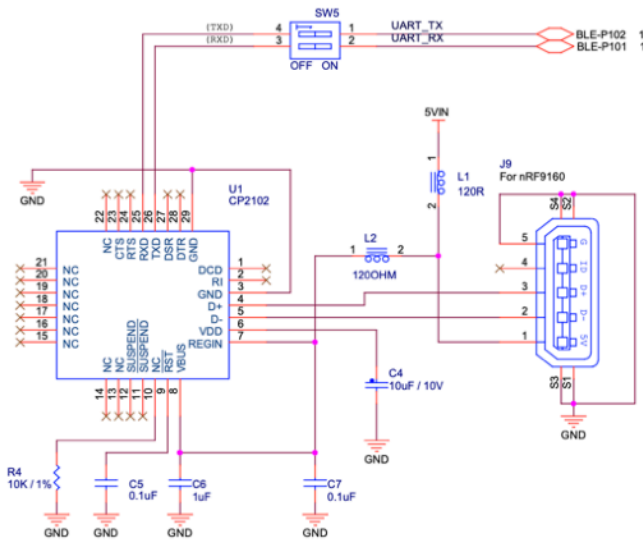 SW5
(TXD) 4 1 UART_TX BLE-P102 1
(RXD) 3 2 UART_RX BLE-P101 1
OFF ON
5VIN
J9
For nRF9160
1 L1
120R
2
GND
U1
CP2102
22 23 24 25 26 27 28 29
NC CTS RTS RXD TXD DSR DTR GND
S4 S2
L2
1 2
120OHM
21 NC
20 NC
19 NC
18 NC
17 NC
16 NC
15 NC
DCD 1
RI 2
GND 3
D+ 4
D- 5
VDD 6
REGIN 7
5 G
4 ID
3 D+
2 D-
1 5V
S3 S1
GND
NC NC SUSPEND SUSPEND NC RST VBUS
14 13 12 11 10 9 8
C4
10uF / 10V
GND
R4
10K / 1%
C5
0.1uF
C6
1uF
C7
0.1uF
GND GND GND GND